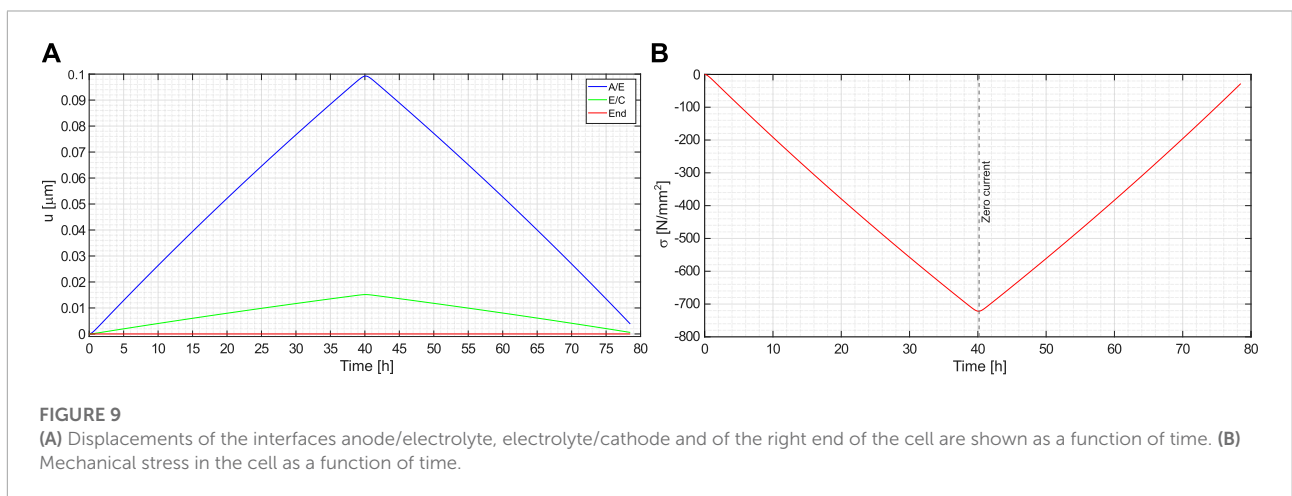 A
B
0.1
0.09
0.08
0.07
0.06
0.05
0.04
0.03
0.02
0.01
0
u [μm]
0 5 10 15 20 25 30 35 40 45 50 55 60 65 70 75 80
Time [h]
A/E
E/C
End
0
-100
-200
-300
-400
-500
-600
-700
-800
σ [N/mm²]
Zero current
0 10 20 30 40 50 60 70 80
Time [h]
FIGURE 9
(A) Displacements of the interfaces anode/electrolyte, electrolyte/cathode and of the right end of the cell are shown as a function of time. (B)
Mechanical stress in the cell as a function of time.